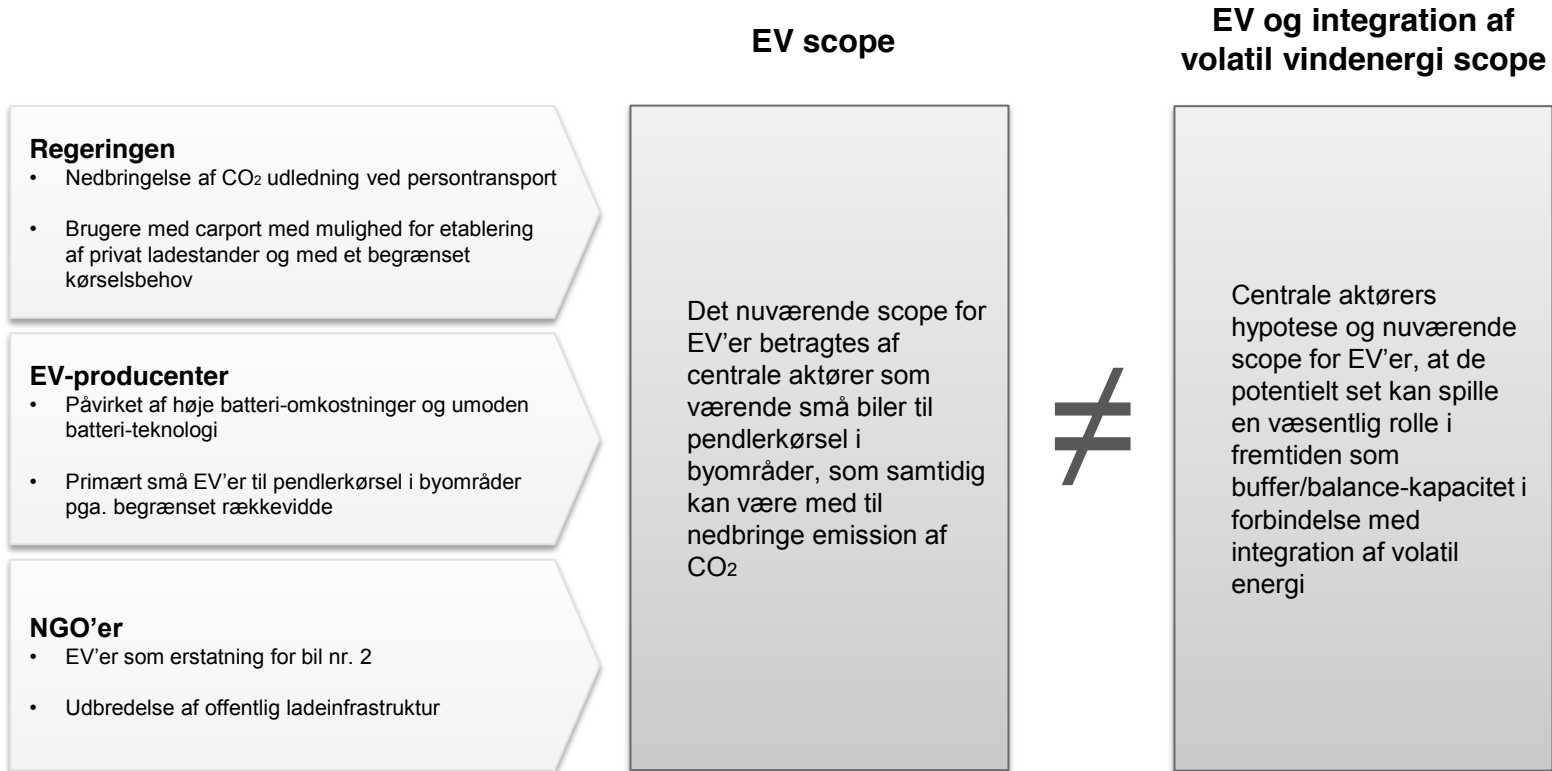 EV scope
EV og integration af
volatil vindenergi scope
Regeringen
• Nedbringelse af CO2 udledning ved persontransport
• Brugere med carport med mulighed for etablering
af privat ladestander og med et begrænset
kørselsbehov
EV-producenter
• Påvirket af høje batteri-omkostninger og umoden
batteri-teknologi
• Primært små EV’er til pendlerkørsel i byområder
pga. begrænset rækkevidde
NGO’er
• EV’er som erstatning for bil nr. 2
• Udbredelse af offentlig ladeinfrastruktur
Det nuværende scope for
EV’er betragtes af
centrale aktører som
værende små biler til
pendlerkørsel i
byområder, som samtidig
kan være med til
nedbringe emission af
CO2
≠
Centrale aktørers
hypotese og nuværende
scope for EV’er, at de
potentielt set kan spille
en væsentlig rolle i
fremtiden som
buffer/balance-kapacitet i
forbindelse med
integration af volatil
energi